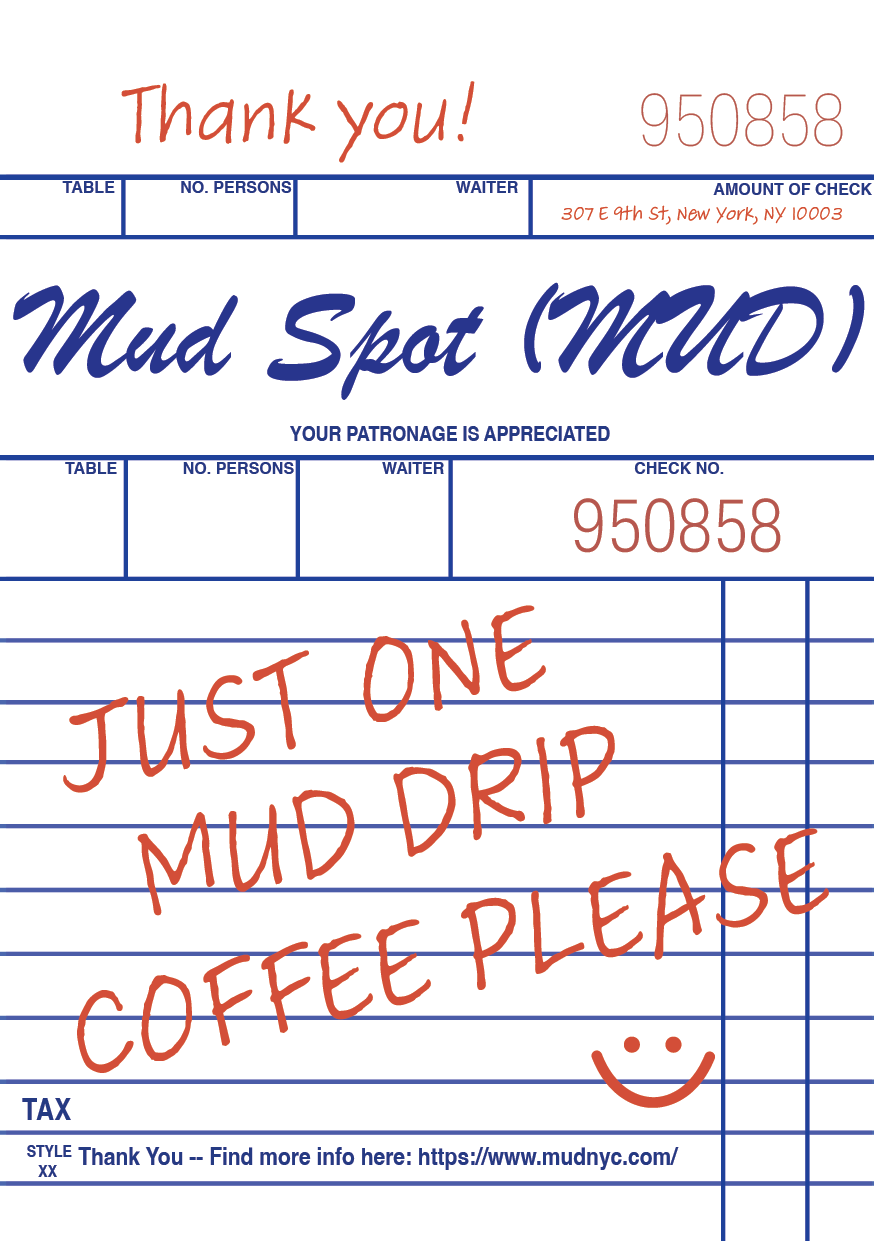 Thank you! 950858
TABLE NO. PERSONS WAITER AMOUNT OF CHECK
307 E 9th St, New York, NY 10003
Mud Spot (MUD)
YOUR PATRONAGE IS APPRECIATED
TABLE NO. PERSONS WAITER CHECK NO.
950858
JUST ONE
MUD DRIP
COFFEE PLEASE
TAX
STYLE XX Thank You -- Find more info here: https://www.mudnyc.com/